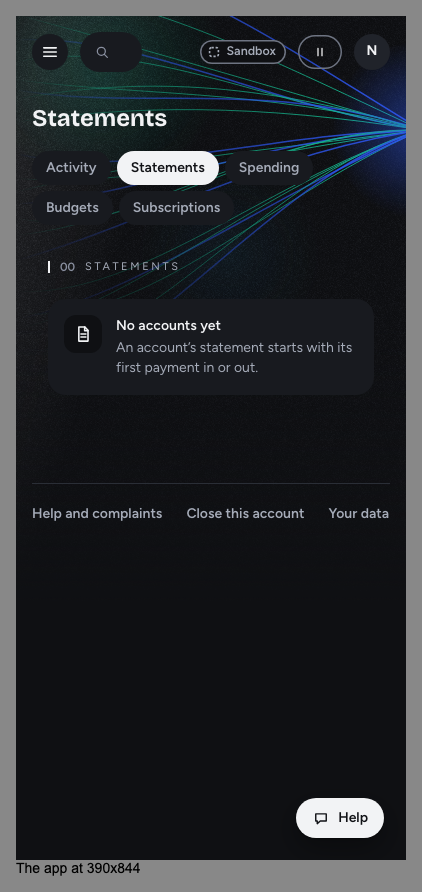 Sandbox
N
Statements
Activity
Statements
Spending
Budgets
Subscriptions
00 STATEMENTS
No accounts yet
An account’s statement starts with its
first payment in or out.
Help and complaints
Close this account
Your data
Help
The app at 390x844